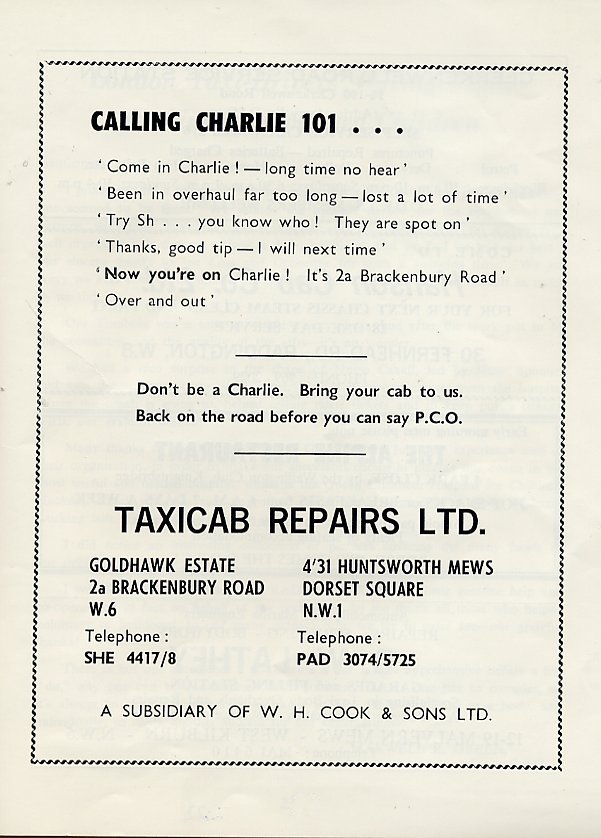 CALLING CHARLIE 101 . . .
‘ Come in Charlie ! — long time no hear ’
‘ Been in overhaul far too long — lost a lot of time ’
‘ Try Sh . . . you know who ! They are spot on ’
‘ Thanks, good tip — I will next time ’
‘ Now you're on Charlie ! It's 2a Brackenbury Road ’
‘ Over and out ’
Don't be a Charlie. Bring your cab to us.
Back on the road before you can say P.C.O.
TAXICAB REPAIRS LTD.
GOLDHAWK ESTATE
2a BRACKENBURY ROAD
W.6
Telephone :
SHE 4417/8
4'31 HUNTSWORTH MEWS
DORSET SQUARE
N.W.1
Telephone :
PAD 3074/5725
A SUBSIDIARY OF W. H. COOK & SONS LTD.